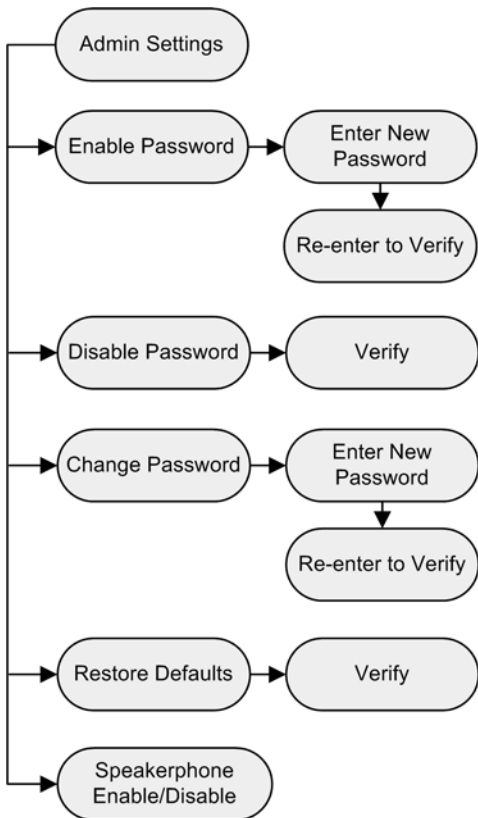 Admin Settings
Enable Password
Enter New
Password
Re-enter to Verify
Disable Password
Verify
Change Password
Enter New
Password
Re-enter to Verify
Restore Defaults
Verify
Speakerphone
Enable/Disable